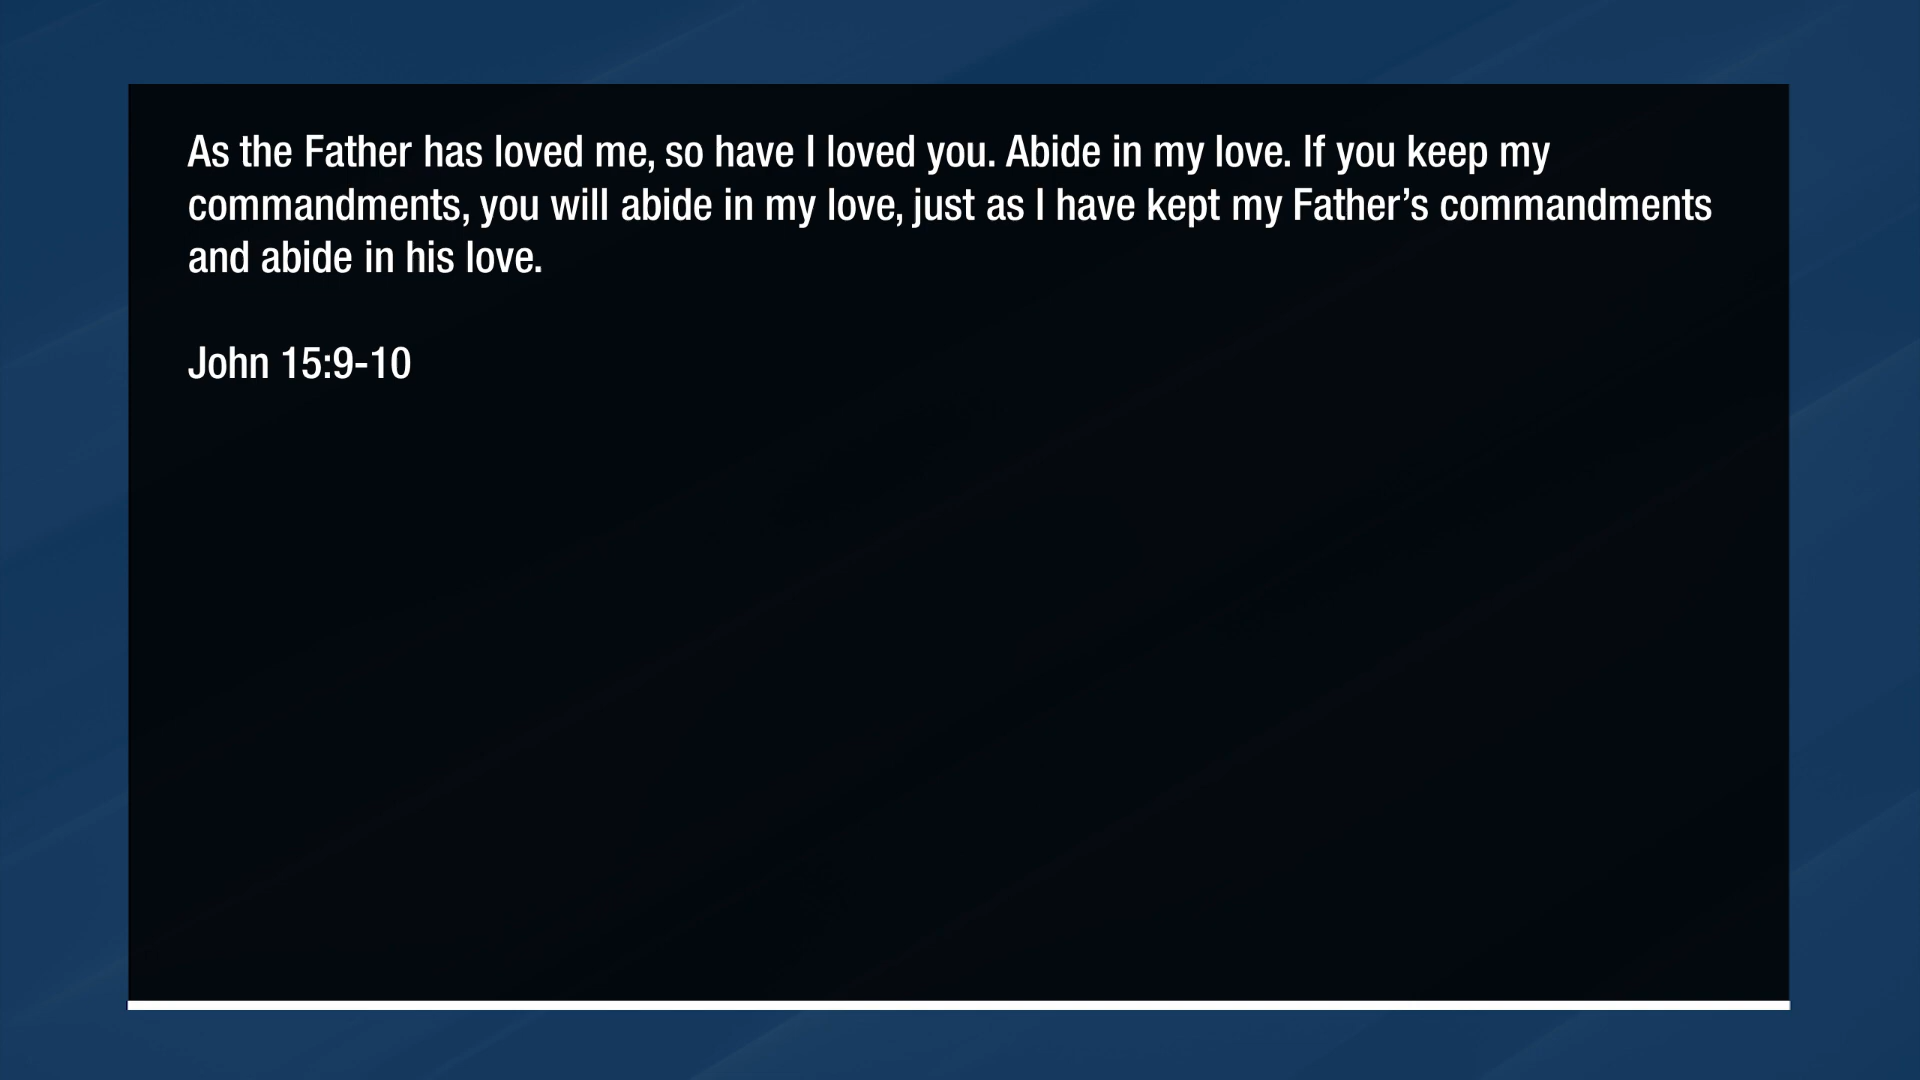 As the Father has loved me, so have I loved you. Abide in my love. If you keep my
commandments, you will abide in my love, just as I have kept my Father’s commandments
and abide in his love.
John 15:9-10